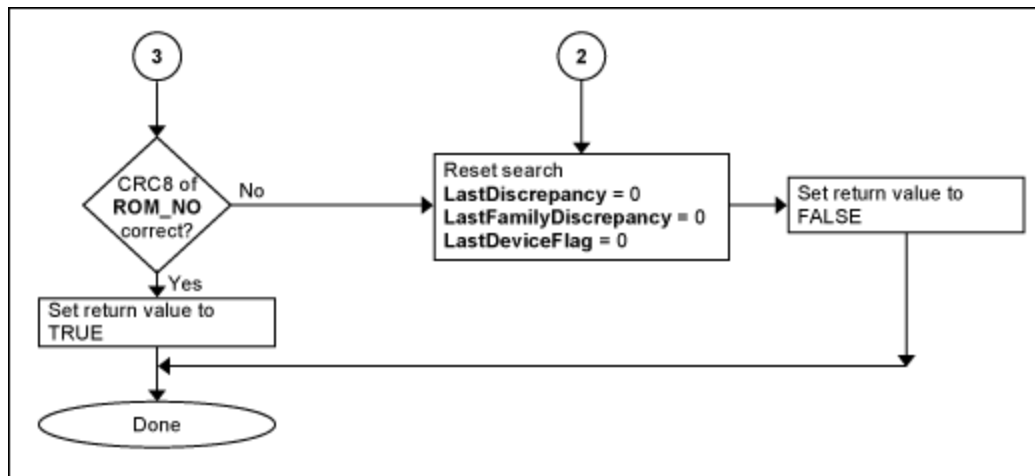 3
2
CRC8 of
ROM_NO
correct?
No
Yes
Reset search
LastDiscrepancy = 0
LastFamilyDiscrepancy = 0
LastDeviceFlag = 0
Set return value to
FALSE
Set return value to
TRUE
Done